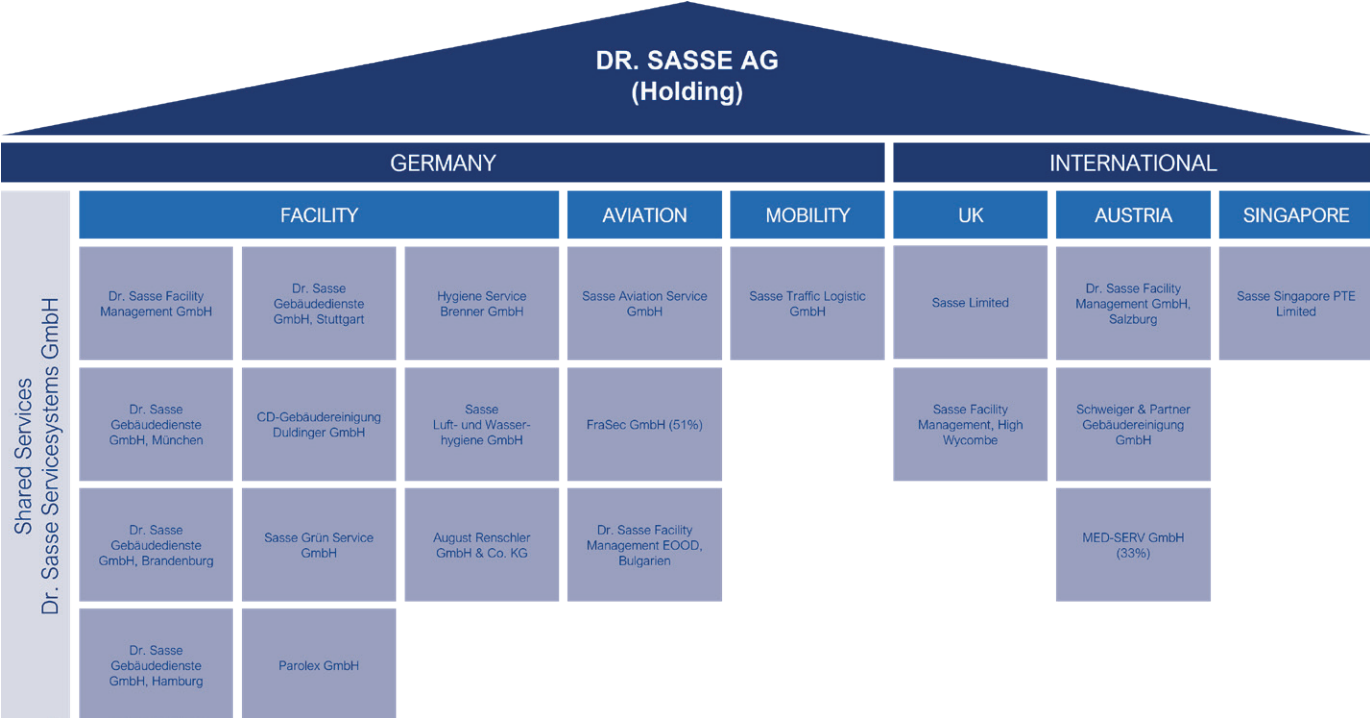 DR. SASSE AG
(Holding)
GERMANY
INTERNATIONAL
Shared Services
Dr. Sasse Servicesystems GmbH
FACILITY
AVIATION
MOBILITY
UK
AUSTRIA
SINGAPORE
Dr. Sasse Facility
Management GmbH
Dr. Sasse
Gebäudedienste
GmbH, Stuttgart
Hygiene Service
Brenner GmbH
Sasse Aviation Service
GmbH
Sasse Traffic Logistic
GmbH
Sasse Limited
Dr. Sasse Facility
Management GmbH,
Salzburg
Sasse Singapore PTE
Limited
Dr. Sasse
Gebäudedienste
GmbH, München
CD-Gebäudereinigung
Duldinger GmbH
Sasse
Luft- und Wasser-
hygiene GmbH
FraSec GmbH (51%)
Sasse Facility
Management, High
Wycombe
Schweiger & Partner
Gebäudereinigung
GmbH
Dr. Sasse
Gebäudedienste
GmbH, Brandenburg
Sasse Grün Service
GmbH
August Renschler
GmbH & Co. KG
Dr. Sasse Facility
Management EOOD,
Bulgarien
MED-SERV GmbH
(33%)
Dr. Sasse
Gebäudedienste
GmbH, Hamburg
Parolex GmbH